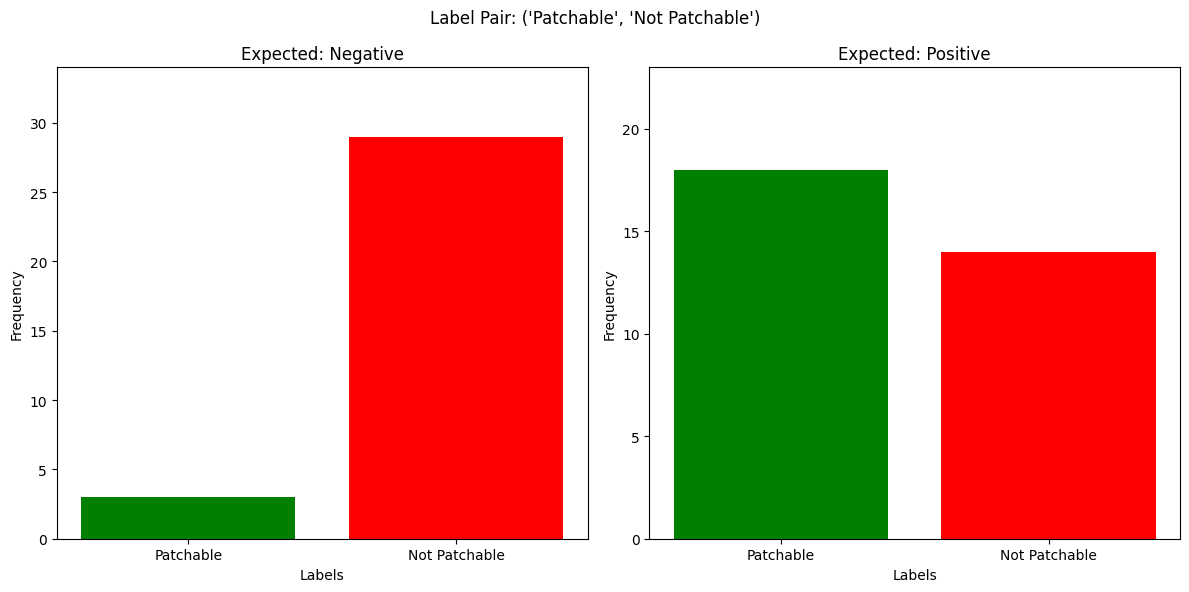 Label Pair: ('Patchable', 'Not Patchable')
Expected: Negative
Frequency
30
25
20
15
10
5
0
Patchable
Not Patchable
Labels
Expected: Positive
Frequency
20
15
10
5
0
Patchable
Not Patchable
Labels